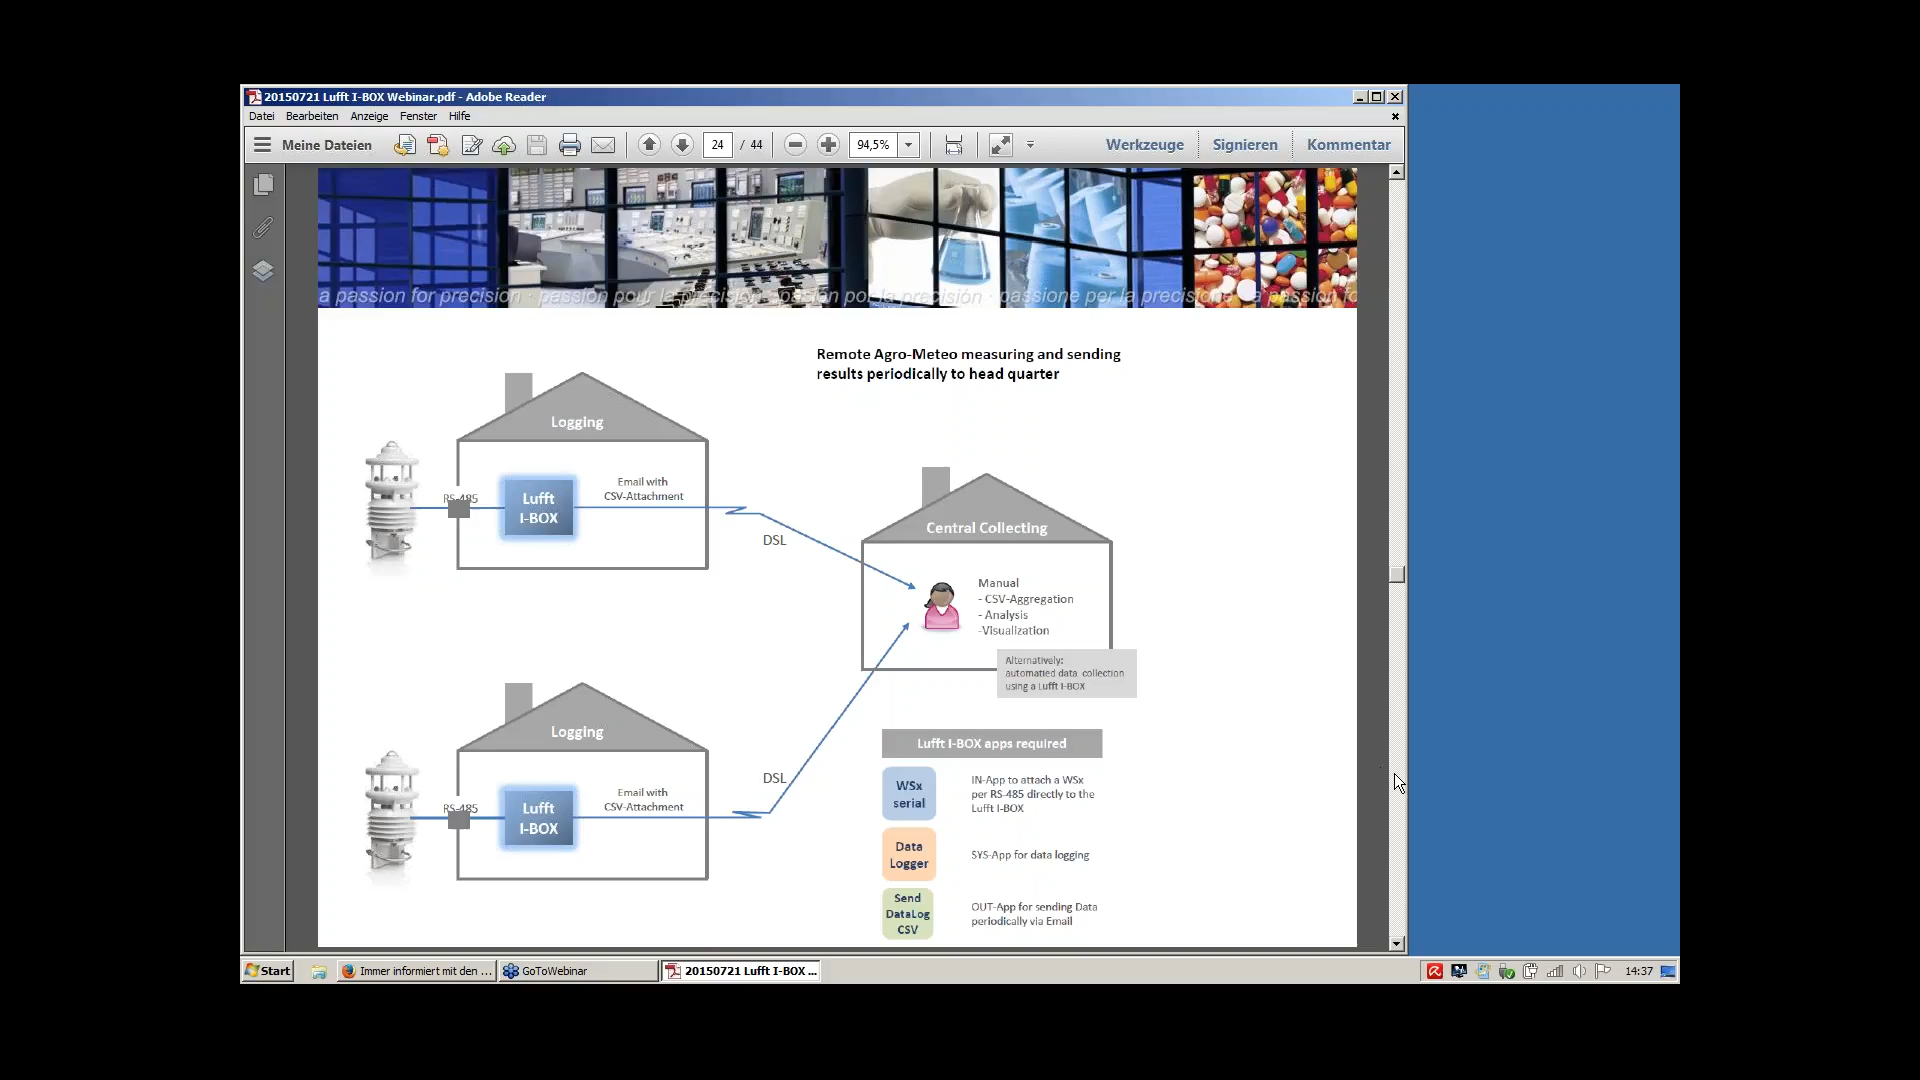 20150721 Lufft I-BOX Webinar.pdf - Adobe Reader
Datei Bearbeiten Anzeige Fenster Hilfe
Meine Dateien 24 / 44 94,5% Werkzeuge Signieren Kommentar
a passion for precision · passion pour la précision · pasión por la precisión · passione per la precisione · a passion fo
Remote Agro-Meteo measuring and sending
results periodically to head quarter
Logging
RS-485
Lufft
I-BOX
Email with
CSV-Attachment
DSL
Central Collecting
Manual
- CSV-Aggregation
- Analysis
-Visualization
Alternatively:
automatied data collection
using a Lufft I-BOX
Logging
RS-485
Lufft
I-BOX
Email with
CSV-Attachment
DSL
Lufft I-BOX apps required
WSx
serial
IN-App to attach a WSx
per RS-485 directly to the
Lufft I-BOX
Data
Logger
SYS-App for data logging
Send
DataLog
CSV
OUT-App for sending Data
periodically via Email
Start Immer informiert mit den ... GoToWebinar 20150721 Lufft I-BOX ... 14:37